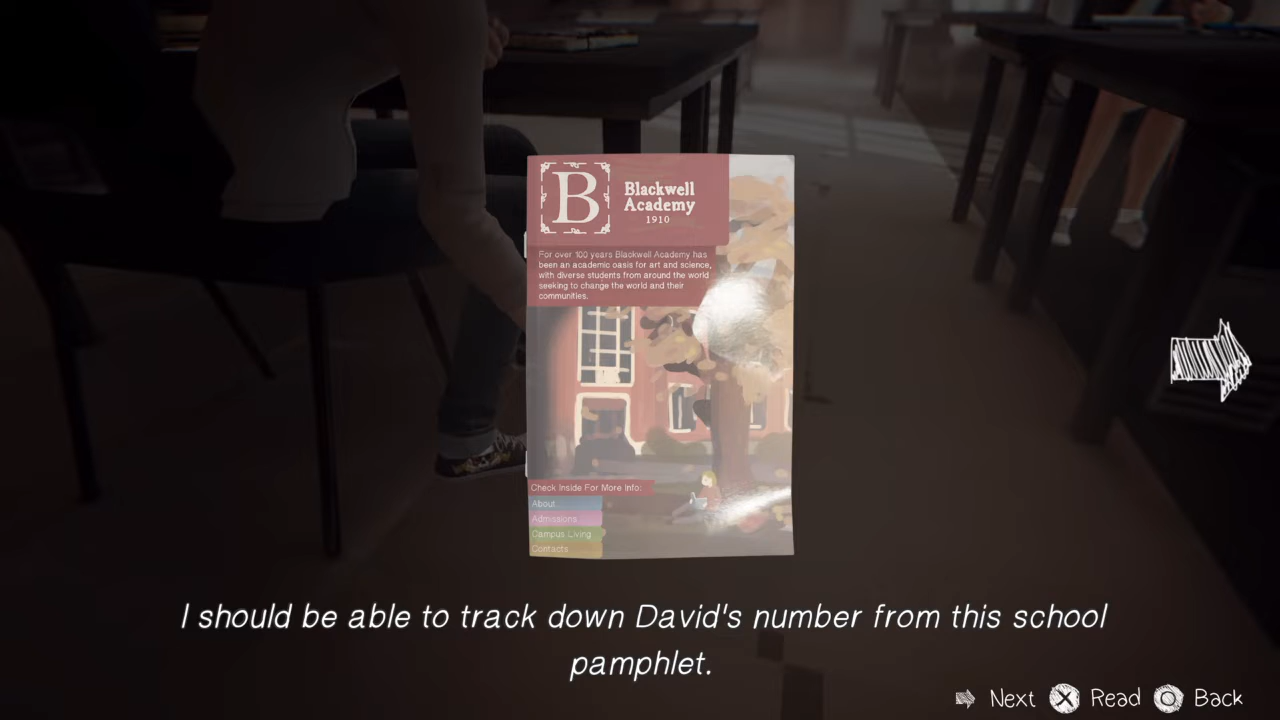 B
Blackwell
Academy
1910
For over 100 years Blackwell Academy has
been an academic oasis for art and science,
with diverse students from around the world
seeking to change the world and their
communities.
Check Inside For More Info:
About
Admissions
Campus Living
Contacts
I should be able to track down David's number from this school
pamphlet.
Next X Read O Back